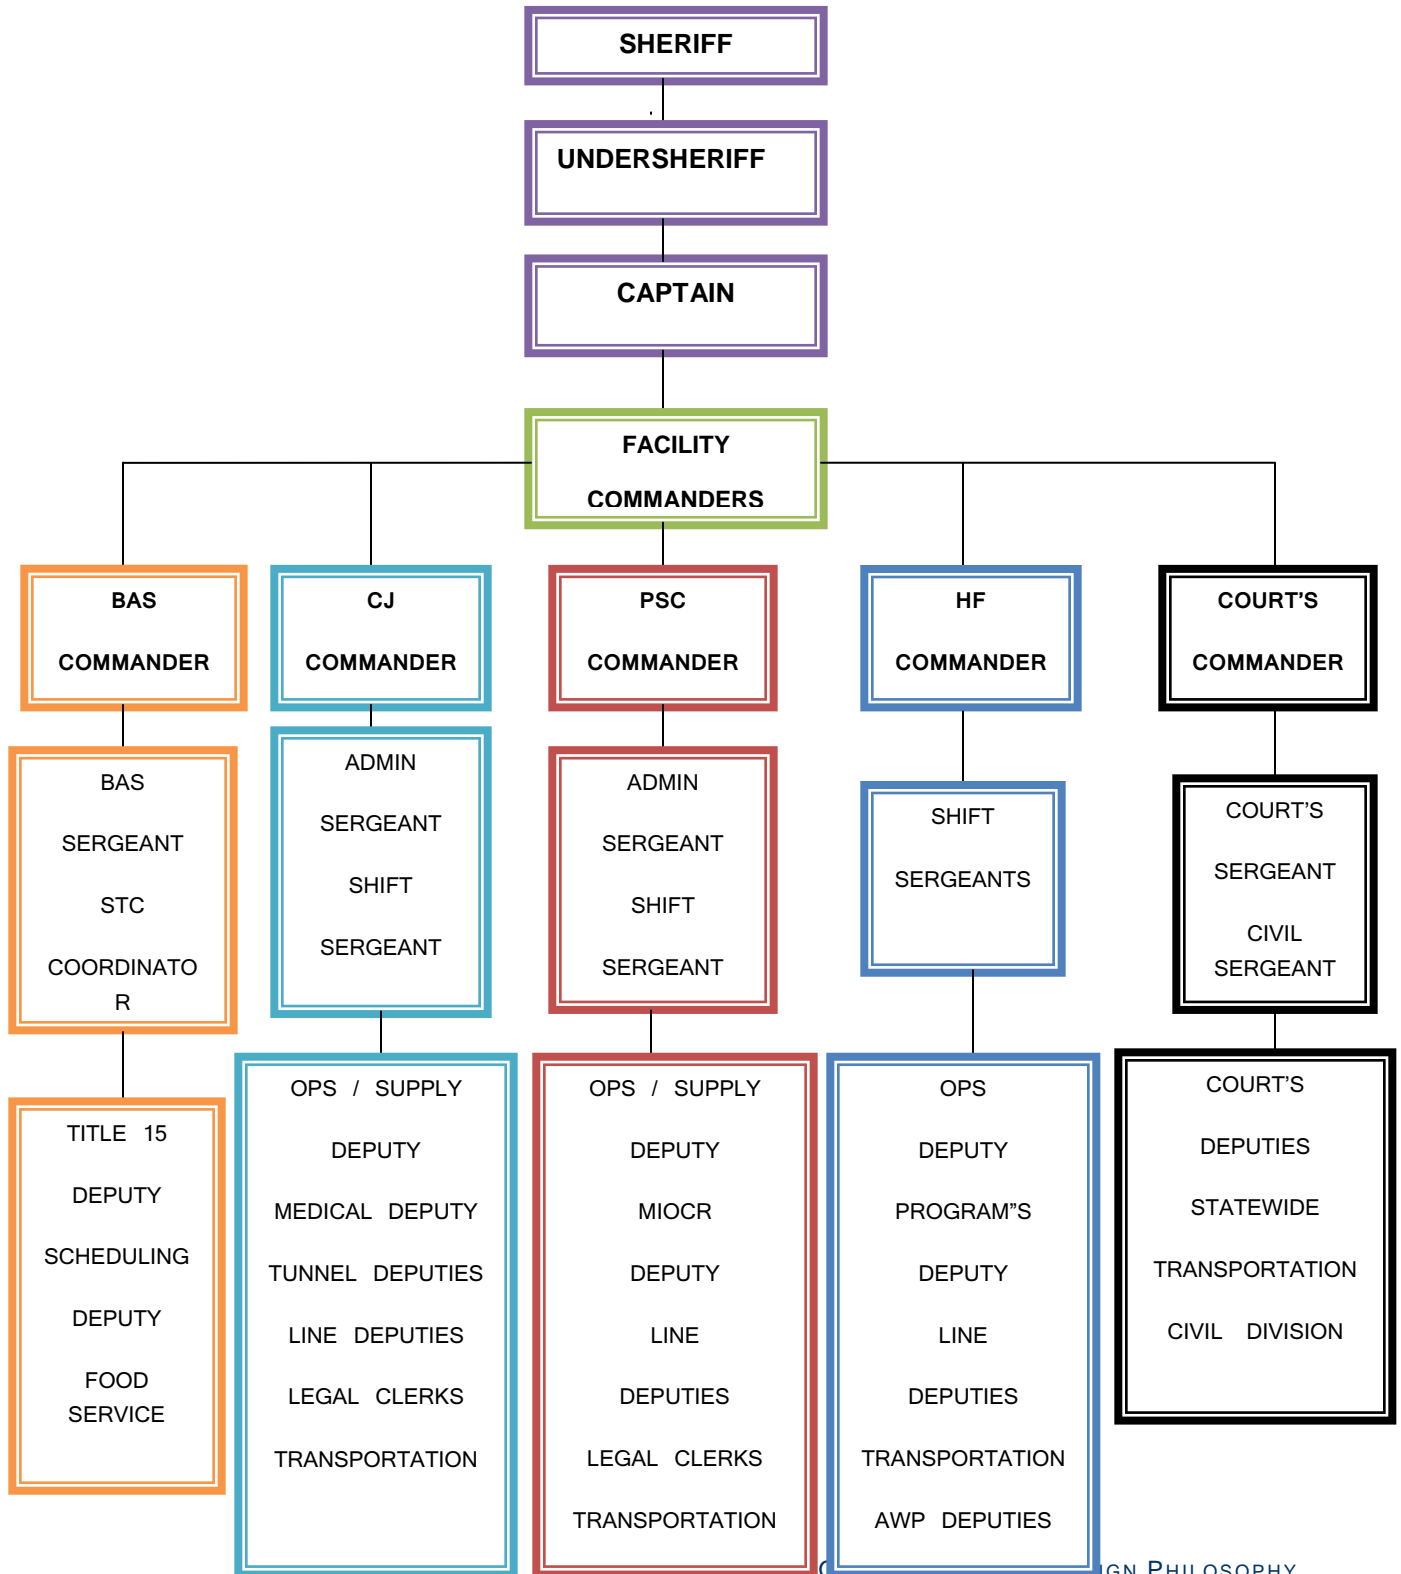 SHERIFF
UNDERSHERIFF
CAPTAIN
FACILITY
COMMANDERS
BAS
COMMANDER
CJ
COMMANDER
PSC
COMMANDER
HF
COMMANDER
COURT'S
COMMANDER
BAS
SERGEANT
STC
COORDINATO
R
ADMIN
SERGEANT
SHIFT
SERGEANT
ADMIN
SERGEANT
SHIFT
SERGEANT
SHIFT
SERGEANTS
COURT'S
SERGEANT
CIVIL
SERGEANT
TITLE 15
DEPUTY
SCHEDULING
DEPUTY
FOOD
SERVICE
OPS / SUPPLY
DEPUTY
MEDICAL DEPUTY
TUNNEL DEPUTIES
LINE DEPUTIES
LEGAL CLERKS
TRANSPORTATION
OPS / SUPPLY
DEPUTY
MIOCR
DEPUTY
LINE
DEPUTIES
LEGAL CLERKS
TRANSPORTATION
OPS
DEPUTY
PROGRAM"S
DEPUTY
LINE
DEPUTIES
TRANSPORTATION
AWP DEPUTIES
COURT'S
DEPUTIES
STATEWIDE
TRANSPORTATION
CIVIL DIVISION
PHILOSOPHY